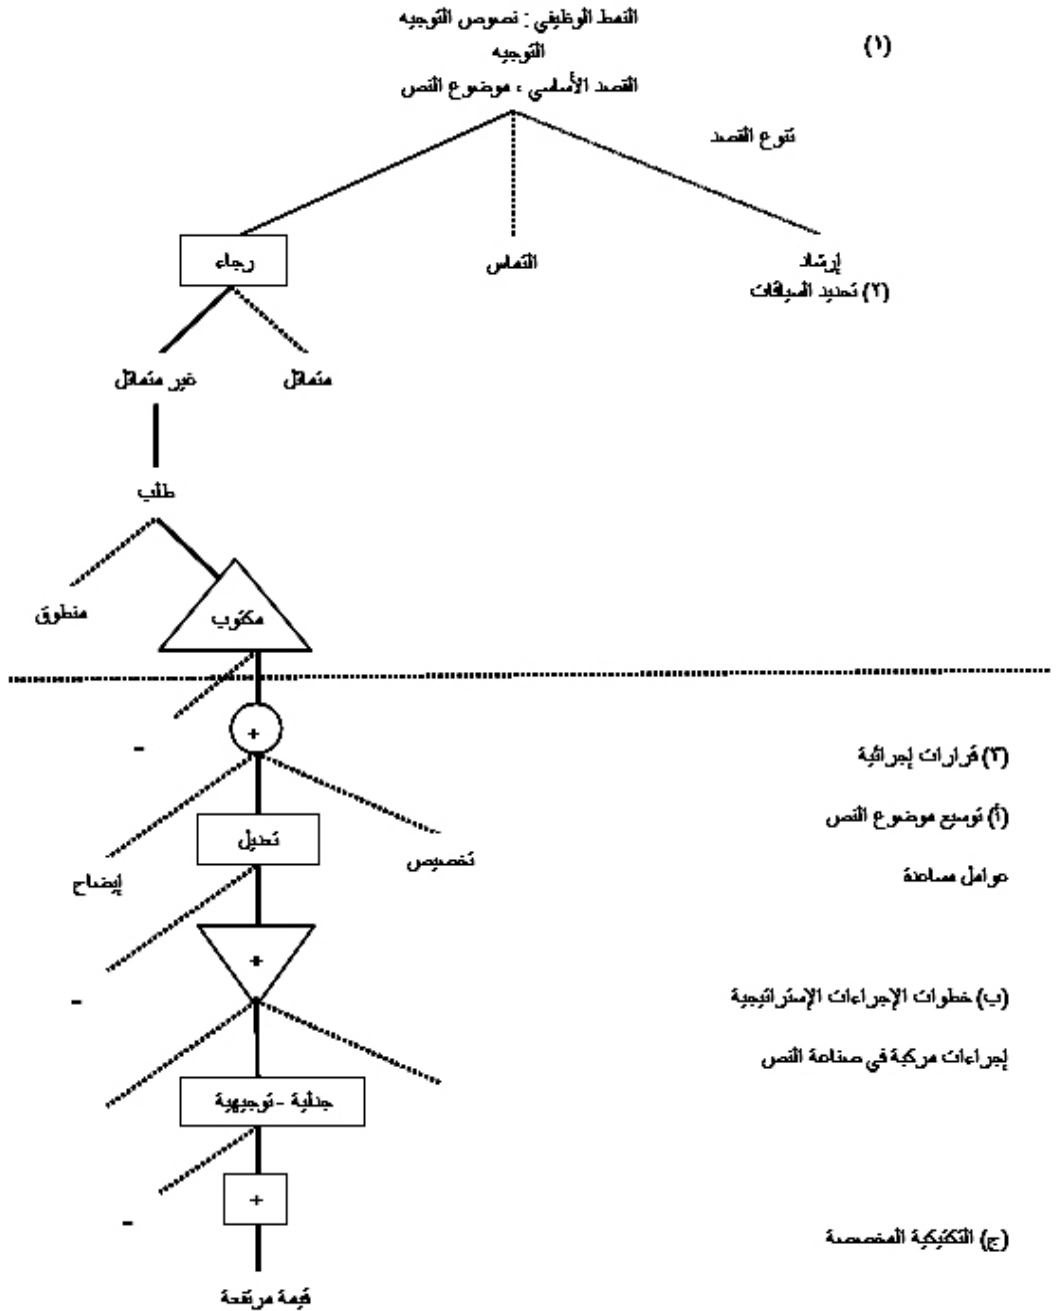 النمط الوظيفي : نصوص التوجيه
(١)
التوجيه
القصد الأساسي ، موضوع النص
تنوع القصد
إرشاد
التماس
رجاء
(٢) تحديد السياقات
متماثل
غير متماثل
طلب
مكتوب
منطوق
+
-
(٣) قرارات إجرائية
(أ) توسيع موضوع النص
تعديل
تخصيص
إيضاح
عوامل مساعدة
+
-
(ب) خطوات الإجراءات الإستراتيجية
إجراءات مركبة في صناعة النص
جدلية - توجيهية
+
-
(ج) التكتيكية المخصصة
قيمة مرتفعة